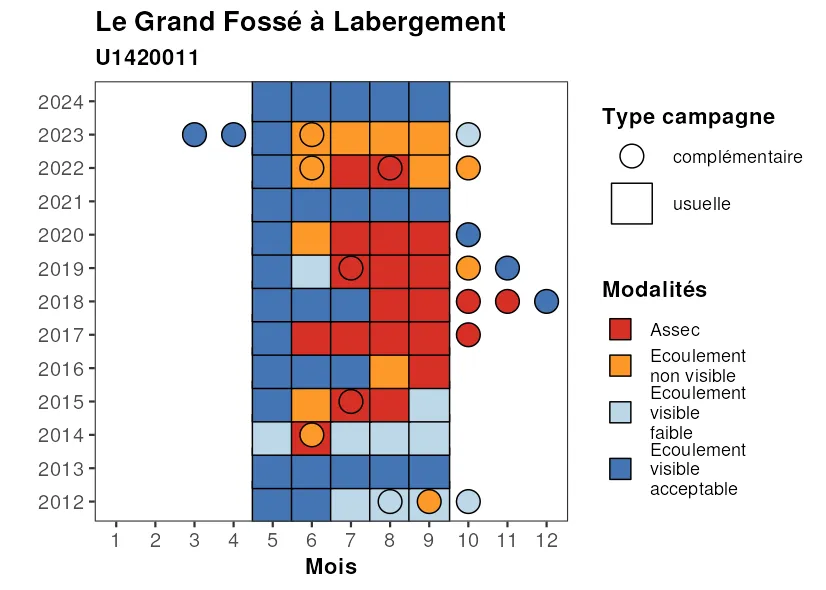 Le Grand Fossé à Labergement
U1420011
2024
2023
2022
2021
2020
2019
2018
2017
2016
2015
2014
2013
2012
1 2 3 4 5 6 7 8 9 10 11 12
Mois
Type campagne
complémentaire
usuelle
Modalités
Assec
Ecoulement
non visible
Ecoulement
visible
faible
Ecoulement
visible
acceptable